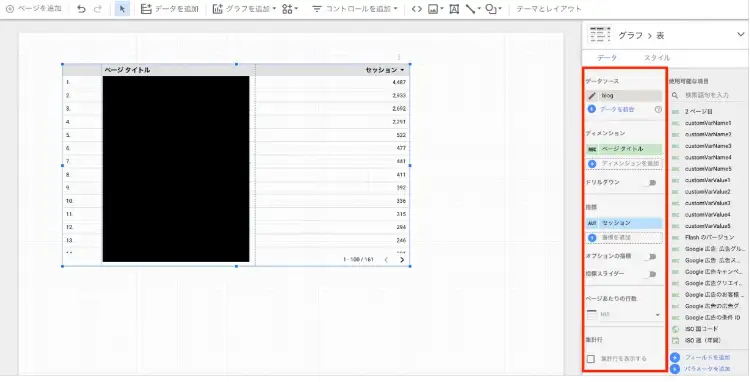 ページを追加
データを追加
グラフを追加
コントロールを追加
テーマとレイアウト
ページ タイトル
セッション
1. 4,487
2. 2,933
3. 2,692
4. 2,291
5. 522
6. 477
7. 441
8. 411
9. 392
10. 336
11. 315
12. 284
13. 246
1 - 100 / 161
グラフ > 表
データ
スタイル
データソース
blog
データを統合
ディメンション
ABC ページ タイトル
ディメンションを追加
ドリルダウン
指標
AUT セッション
指標を追加
オプションの指標
指標スライダー
ページあたりの行数
100
集計行
集計行を表示する
使用可能な項目
検索語句を入力
2 ページ目
customVarName1
customVarName2
customVarName3
customVarName4
customVarName5
customVarValue1
customVarValue2
customVarValue3
customVarValue4
customVarValue5
Flash のバージョン
Google 広告: 広告グル...
Google 広告: 広告ス...
Google 広告キャンペ...
Google 広告クリエイ...
Google 広告のお客様...
Google 広告の広告グ...
Google 広告の条件 ID
ISO 国コード
ISO 週（年間）
フィールドを追加
パラメータを追加